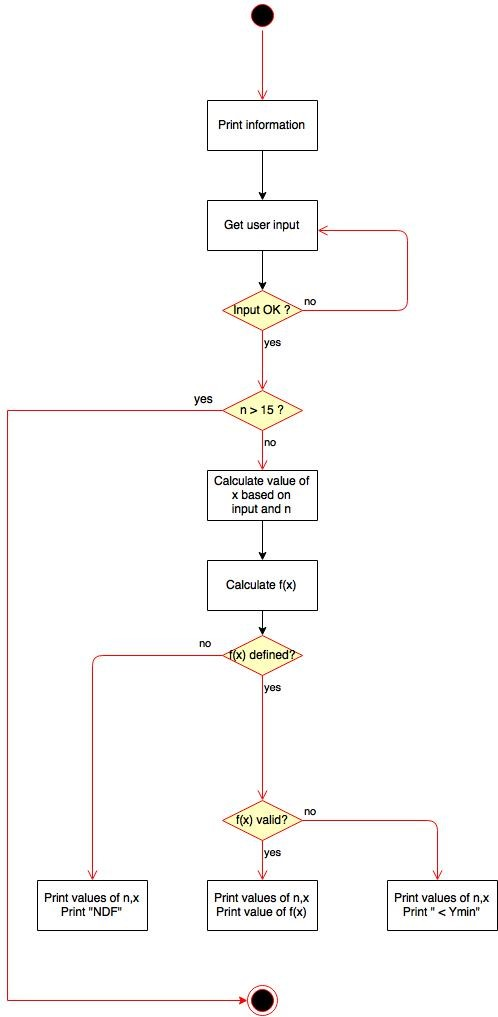 Print information
Get user input
Input OK ?
no
yes
yes
n > 15 ?
no
Calculate value of
x based on
input and n
Calculate f(x)
no
f(x) defined?
yes
no
f(x) valid?
yes
Print values of n,x
Print "NDF"
Print values of n,x
Print value of f(x)
Print values of n,x
Print " < Ymin"